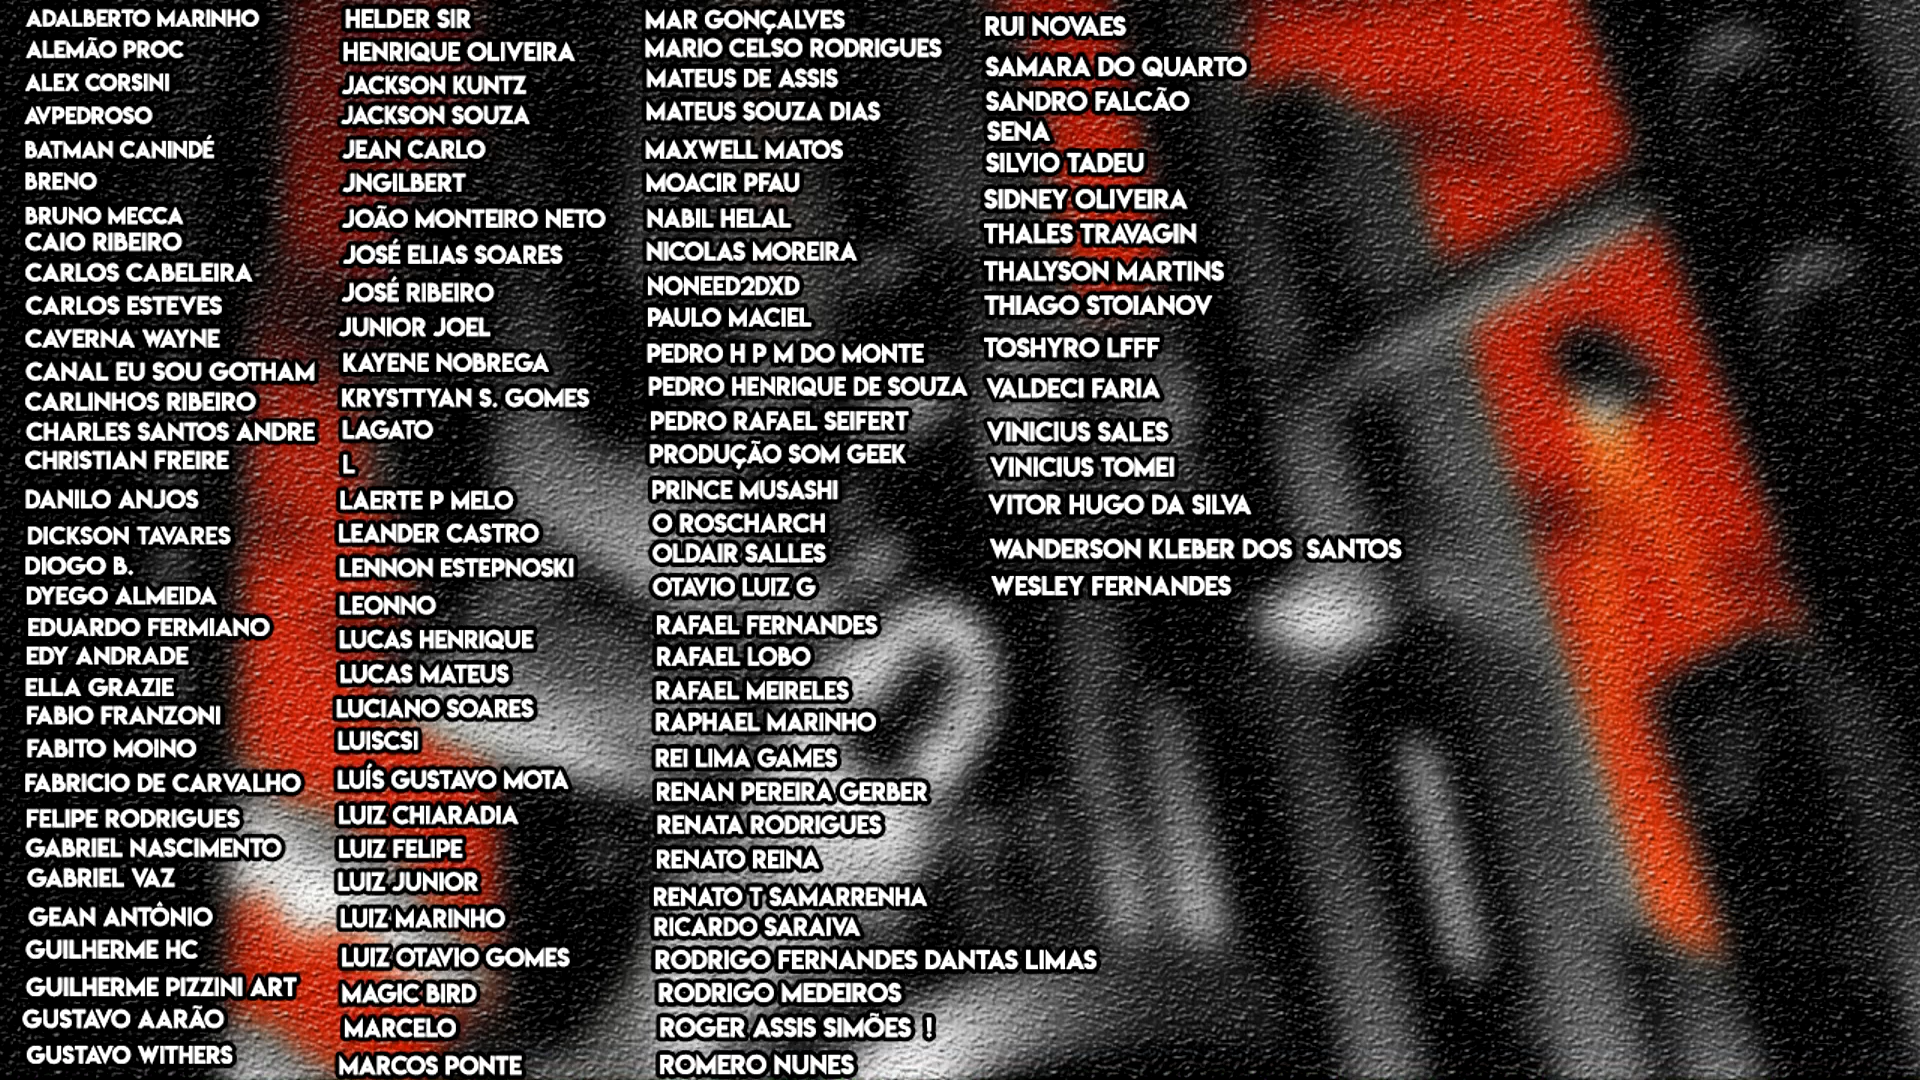 ADALBERTO MARINHO
ALEMÃO PROC
ALEX CORSINI
AVPEDROSO
BATMAN CANINDÉ
BRENO
BRUNO MECCA
CAIO RIBEIRO
CARLOS CABELEIRA
CARLOS ESTEVES
CAVERNA WAYNE
CANAL EU SOU GOTHAM
CARLINHOS RIBEIRO
CHARLES SANTOS ANDRE
CHRISTIAN FREIRE
DANILO ANJOS
DICKSON TAVARES
DIOGO B.
DYEGO ALMEIDA
EDUARDO FERMIANO
EDY ANDRADE
ELLA GRAZIE
FABIO FRANZONI
FABITO MOINO
FABRICIO DE CARVALHO
FELIPE RODRIGUES
GABRIEL NASCIMENTO
GABRIEL VAZ
GEAN ANTÔNIO
GUILHERME HC
GUILHERME PIZZINI ART
GUSTAVO AARÃO
GUSTAVO WITHERS
HELDER SIR
HENRIQUE OLIVEIRA
JACKSON KUNTZ
JACKSON SOUZA
JEAN CARLO
JNGILBERT
JOÃO MONTEIRO NETO
JOSÉ ELIAS SOARES
JOSÉ RIBEIRO
JUNIOR JOEL
KAYENE NOBREGA
KRYSTTYAN S. GOMES
LAGATO
L
LAERTE P MELO
LEANDER CASTRO
LENNON ESTEPNOSKI
LEONNO
LUCAS HENRIQUE
LUCAS MATEUS
LUCIANO SOARES
LUISCSI
LUÍS GUSTAVO MOTA
LUIZ CHIARADIA
LUIZ FELIPE
LUIZ JUNIOR
LUIZ MARINHO
LUIZ OTAVIO GOMES
MAGIC BIRD
MARCELO
MARCOS PONTE
MAR GONÇALVES
MARIO CELSO RODRIGUES
MATEUS DE ASSIS
MATEUS SOUZA DIAS
MAXWELL MATOS
MOACIR PFAU
NABIL HELAL
NICOLAS MOREIRA
NONEED2DXD
PAULO MACIEL
PEDRO H P M DO MONTE
PEDRO HENRIQUE DE SOUZA
PEDRO RAFAEL SEIFERT
PRODUÇÃO SOM GEEK
PRINCE MUSASHI
O ROSCHARCH
OLDAIR SALLES
OTAVIO LUIZ G
RAFAEL FERNANDES
RAFAEL LOBO
RAFAEL MEIRELES
RAPHAEL MARINHO
REI LIMA GAMES
RENAN PEREIRA GERBER
RENATA RODRIGUES
RENATO REINA
RENATO T SAMARRENHA
RICARDO SARAIVA
RODRIGO FERNANDES DANTAS LIMAS
RODRIGO MEDEIROS
ROGER ASSIS SIMÕES !
ROMERO NUNES
RUI NOVAES
SAMARA DO QUARTO
SANDRO FALCÃO
SENA
SILVIO TADEU
SIDNEY OLIVEIRA
THALES TRAVAGIN
THALYSON MARTINS
THIAGO STOIANOV
TOSHYRO LFFF
VALDECI FARIA
VINICIUS SALES
VINICIUS TOMEI
VITOR HUGO DA SILVA
WANDERSON KLEBER DOS SANTOS
WESLEY FERNANDES